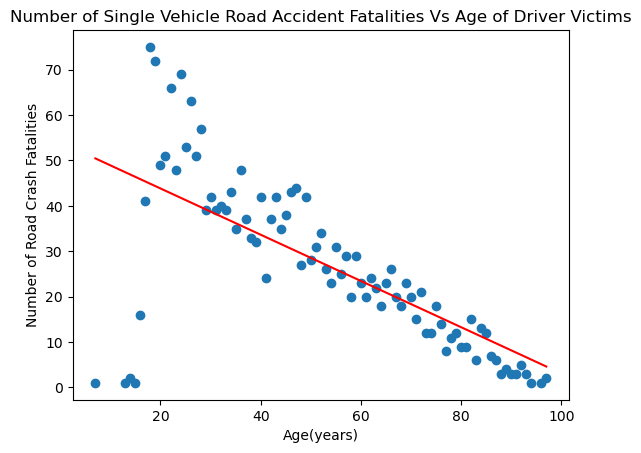 Number of Single Vehicle Road Accident Fatalities Vs Age of Driver Victims
70
60
50
40
30
20
10
0
Number of Road Crash Fatalities
20 40 60 80 100
Age(years)